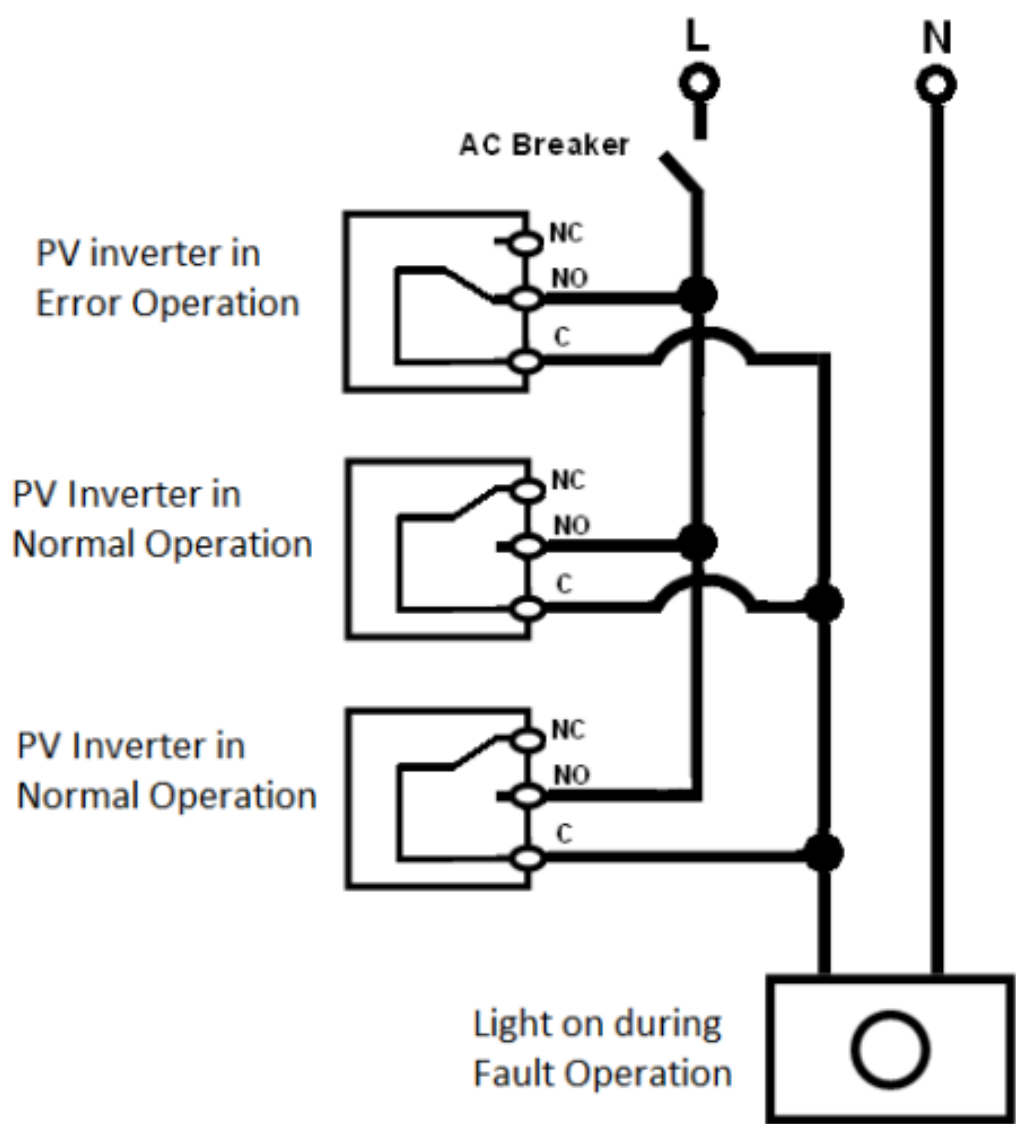 L
N
AC Breaker
PV inverter in
Error Operation
NC
NO
C
PV Inverter in
Normal Operation
NC
NO
C
PV Inverter in
Normal Operation
NC
NO
C
Light on during
Fault Operation